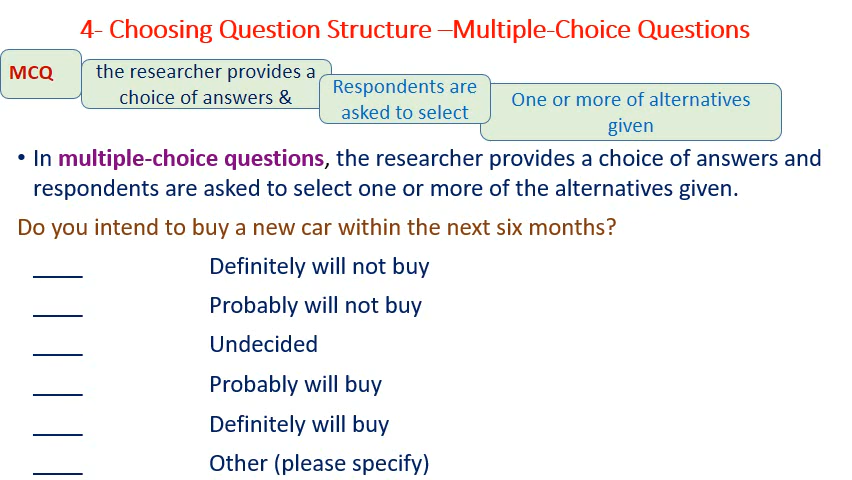 4- Choosing Question Structure –Multiple-Choice Questions
MCQ
the researcher provides a
choice of answers &
Respondents are
asked to select
One or more of alternatives
given
• In multiple-choice questions, the researcher provides a choice of answers and
respondents are asked to select one or more of the alternatives given.
Do you intend to buy a new car within the next six months?
____ Definitely will not buy
____ Probably will not buy
____ Undecided
____ Probably will buy
____ Definitely will buy
____ Other (please specify)